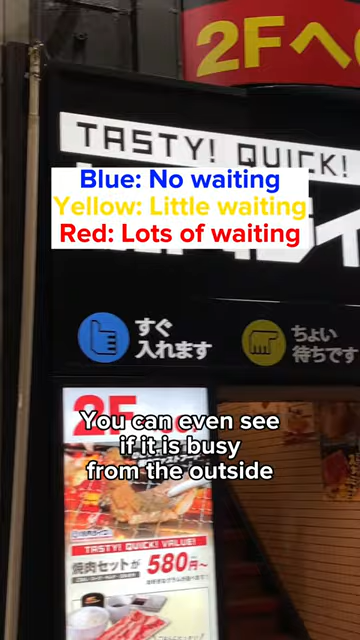 2Fへ
TASTY! QUICK!
Blue: No waiting
Yellow: Little waiting
Red: Lots of waiting
すぐ
入れます
ちょい
待ちです
2F
You can even see
if it is busy
from the outside
TASTY! QUICK! VALUE!
焼肉セットが
580円～